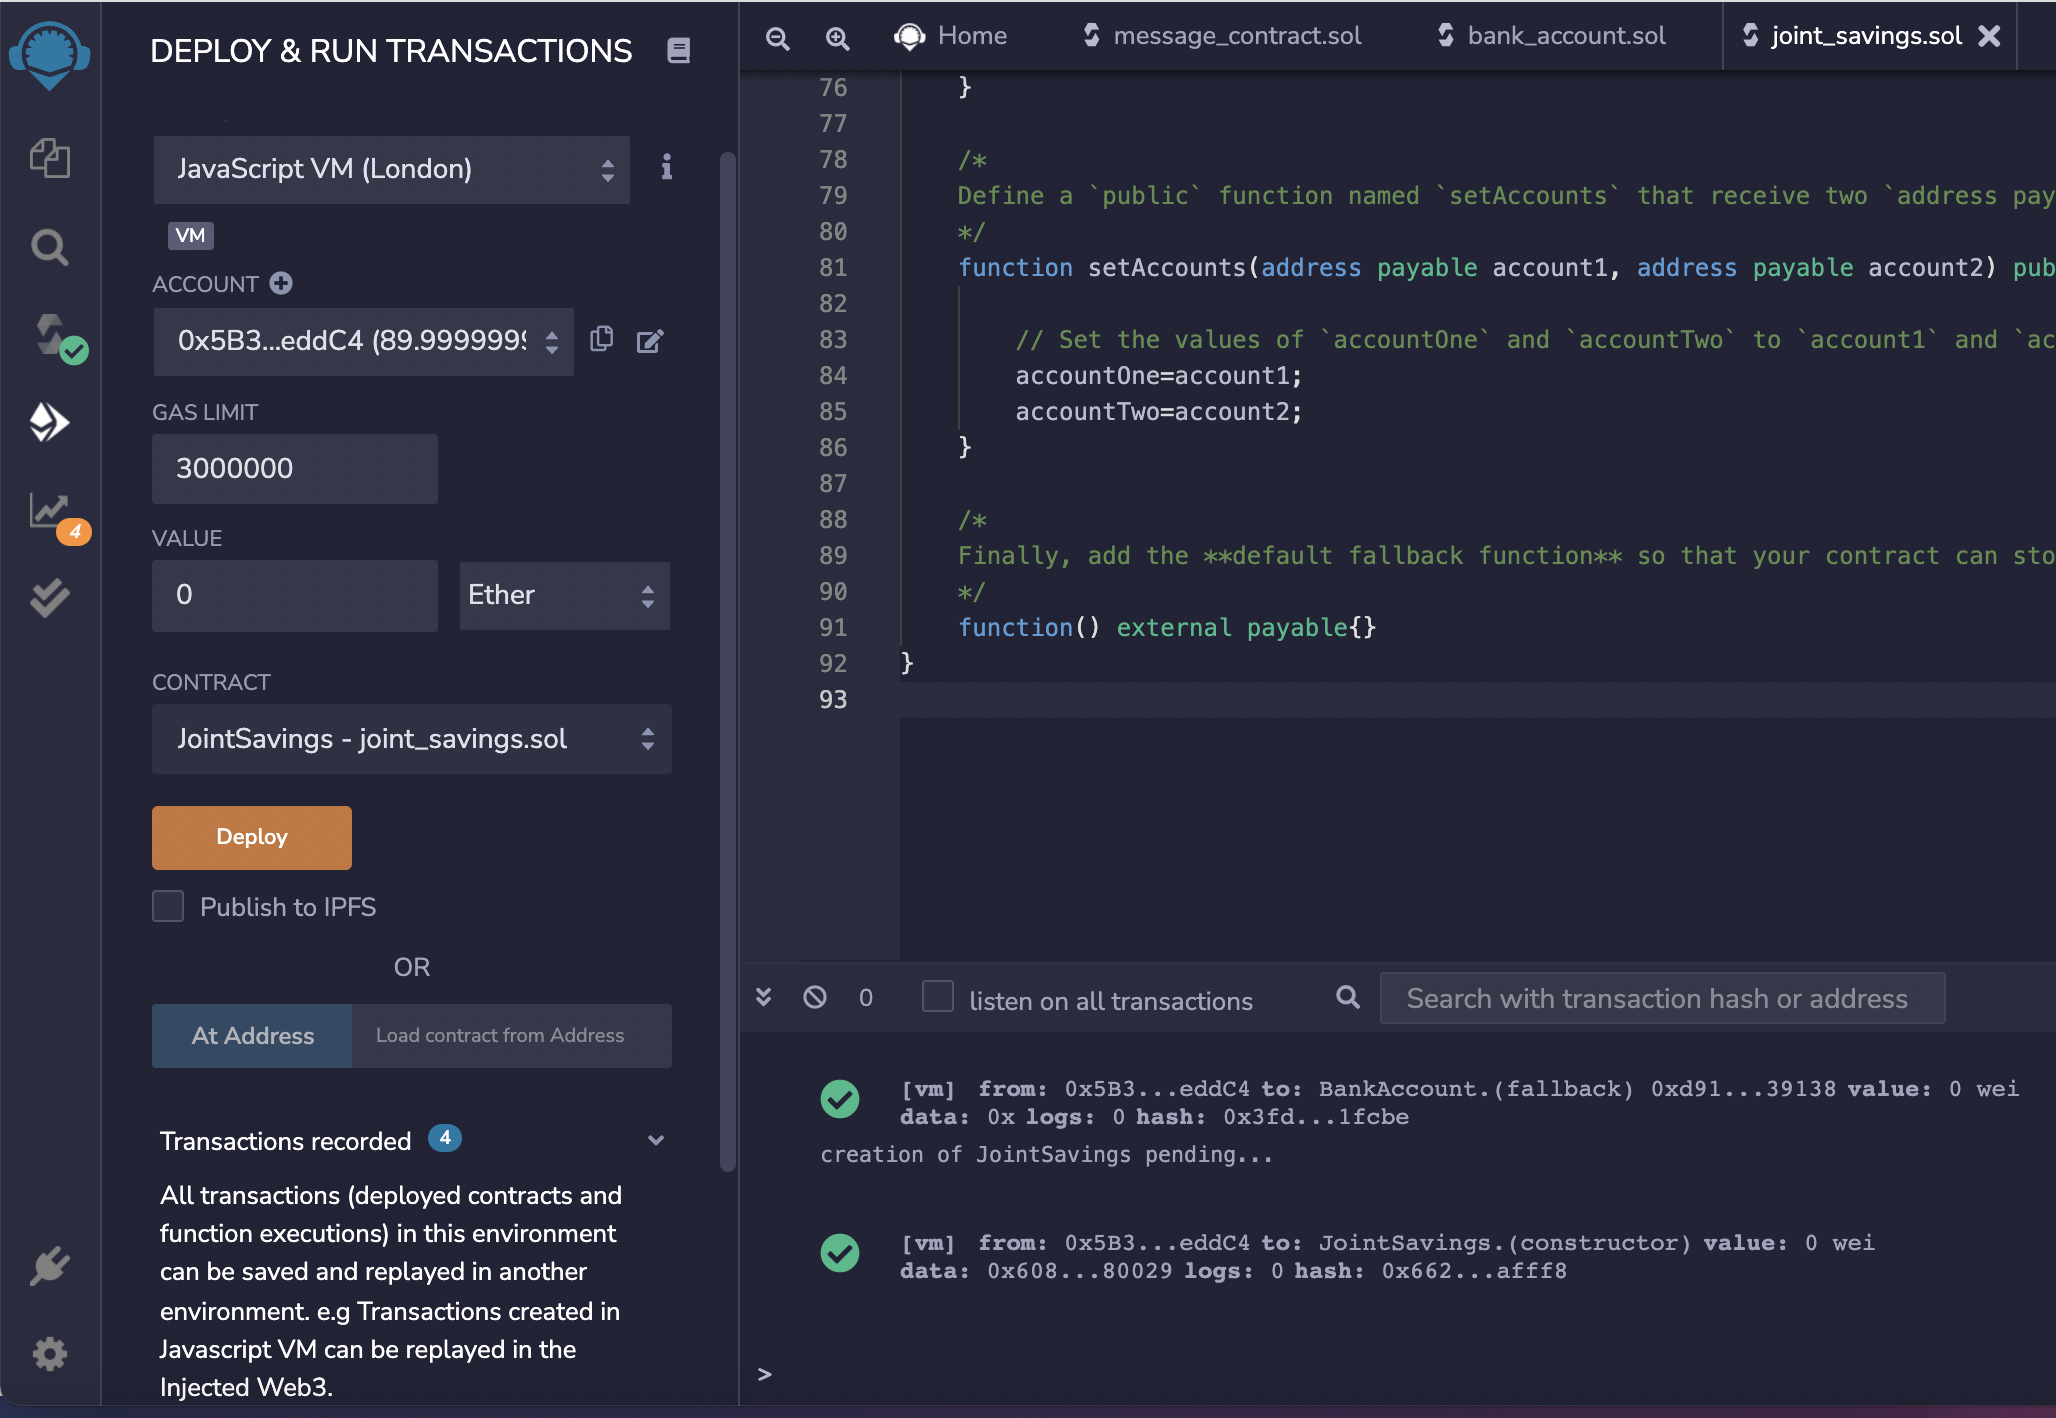 DEPLOY & RUN TRANSACTIONS
JavaScript VM (London)
VM
ACCOUNT
0x5B3...eddC4 (89.9999999
GAS LIMIT
3000000
VALUE
0
Ether
CONTRACT
JointSavings - joint_savings.sol
Deploy
Publish to IPFS
OR
At Address
Load contract from Address
Transactions recorded 4
All transactions (deployed contracts and
function executions) in this environment
can be saved and replayed in another
environment. e.g Transactions created in
Javascript VM can be replayed in the
Injected Web3.
4
Home
message_contract.sol
bank_account.sol
joint_savings.sol
76 }
77
78 /*
79 Define a `public` function named `setAccounts` that receive two `address pay
80 */
81 function setAccounts(address payable account1, address payable account2) pub
82
83 // Set the values of `accountOne` and `accountTwo` to `account1` and `ac
84 accountOne=account1;
85 accountTwo=account2;
86 }
87
88 /*
89 Finally, add the **default fallback function** so that your contract can sto
90 */
91 function() external payable{}
92 }
93
0
listen on all transactions
Search with transaction hash or address
[vm] from: 0x5B3...eddC4 to: BankAccount.(fallback) 0xd91...39138 value: 0 wei
data: 0x logs: 0 hash: 0x3fd...1fcbe
creation of JointSavings pending...
[vm] from: 0x5B3...eddC4 to: JointSavings.(constructor) value: 0 wei
data: 0x608...80029 logs: 0 hash: 0x662...afff8
>